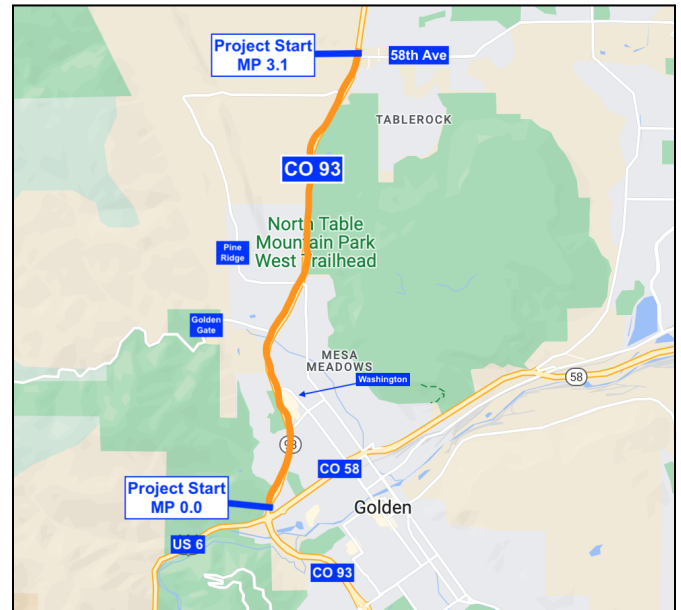 Project Start
MP 3.1
58th Ave
TABLEROCK
CO 93
North Table
Mountain Park
West Trailhead
Pine
Ridge
Golden
Gate
MESA
MEADOWS
Washington
58
93
CO 58
Project Start
MP 0.0
Golden
US 6
CO 93